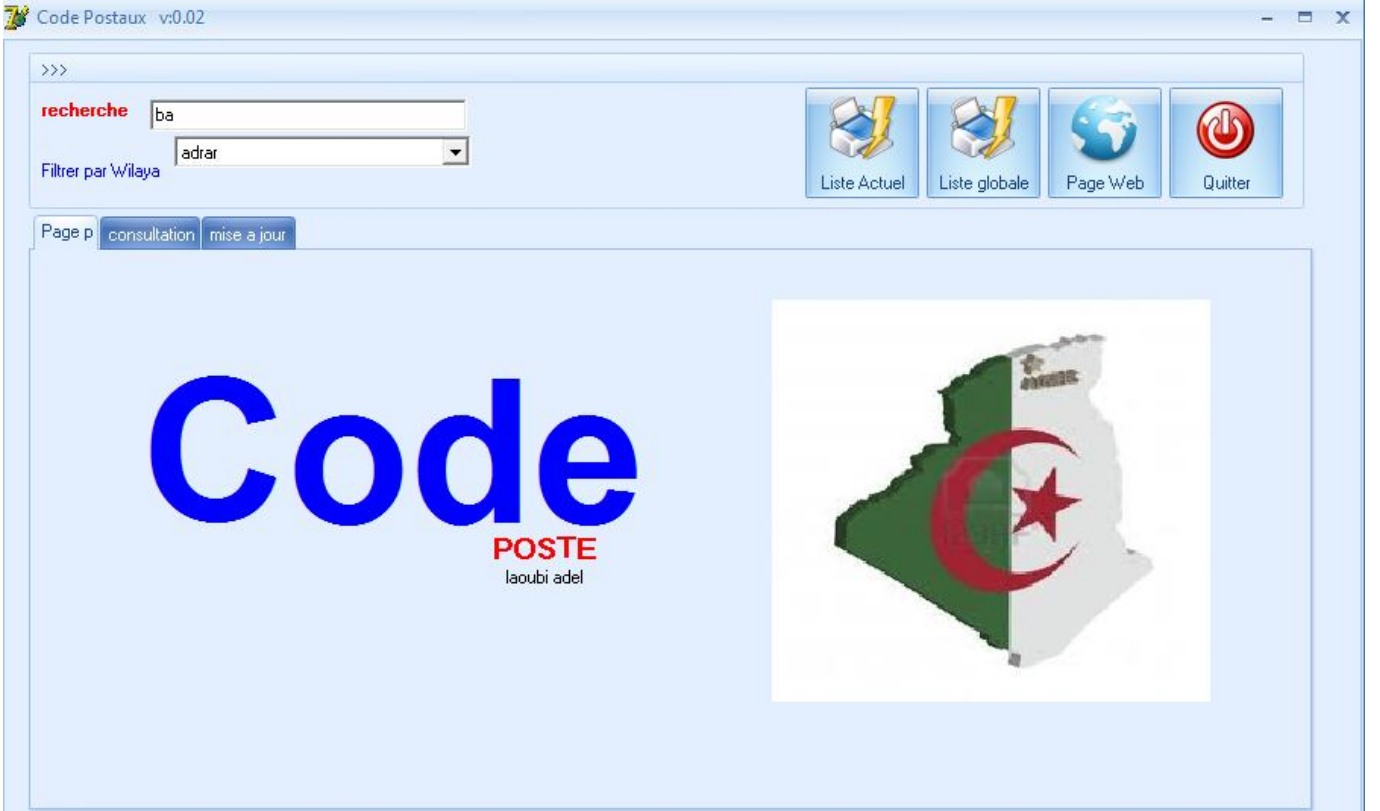 Code Postaux v:0.02
>>>
recherche
ba
Filtrer par Wilaya
adrar
Liste Actuel
Liste globale
Page Web
Quitter
Page p
consultation
mise a jour
Code
POSTE
laoubi adel